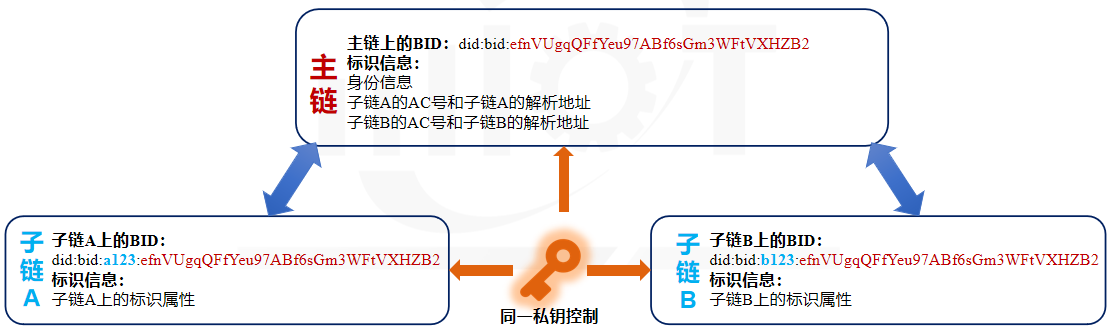 主链
主链上的BID：did:bid:efnVUgqQFfYeu97ABf6sGm3WFtVXHZB2
标识信息：
身份信息
子链A的AC号和子链A的解析地址
子链B的AC号和子链B的解析地址
子链A
子链A上的BID：
did:bid:a123:efnVUgqQFfYeu97ABf6sGm3WFtVXHZB2
标识信息：
子链A上的标识属性
同一私钥控制
子链B
子链B上的BID：
did:bid:b123:efnVUgqQFfYeu97ABf6sGm3WFtVXHZB2
标识信息：
子链B上的标识属性